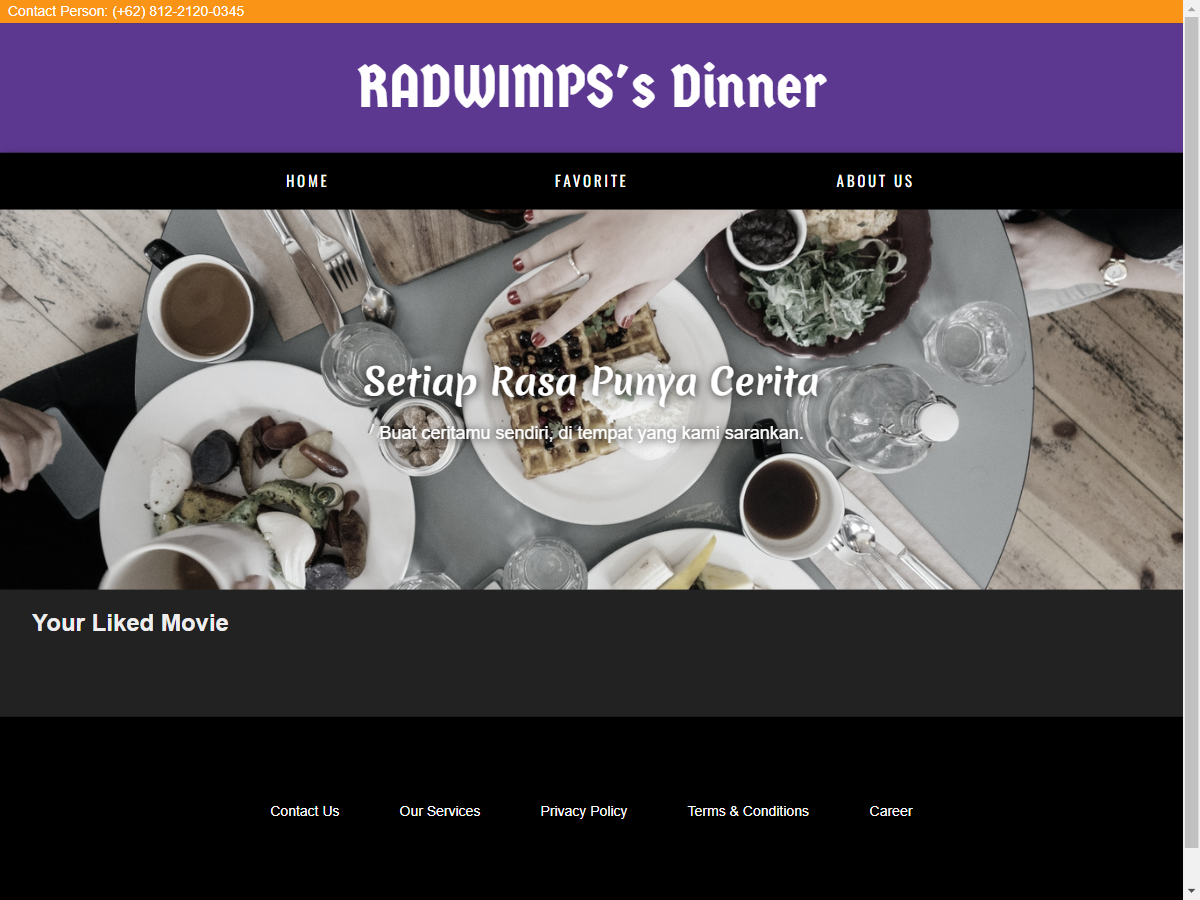 Contact Person: (+62) 812-2120-0345
RADWIMPS's Dinner
HOME FAVORITE ABOUT US
Setiap Rasa Punya Cerita
Buat ceritamu sendiri, di tempat yang kami sarankan.
Your Liked Movie
Contact Us Our Services Privacy Policy Terms & Conditions Career